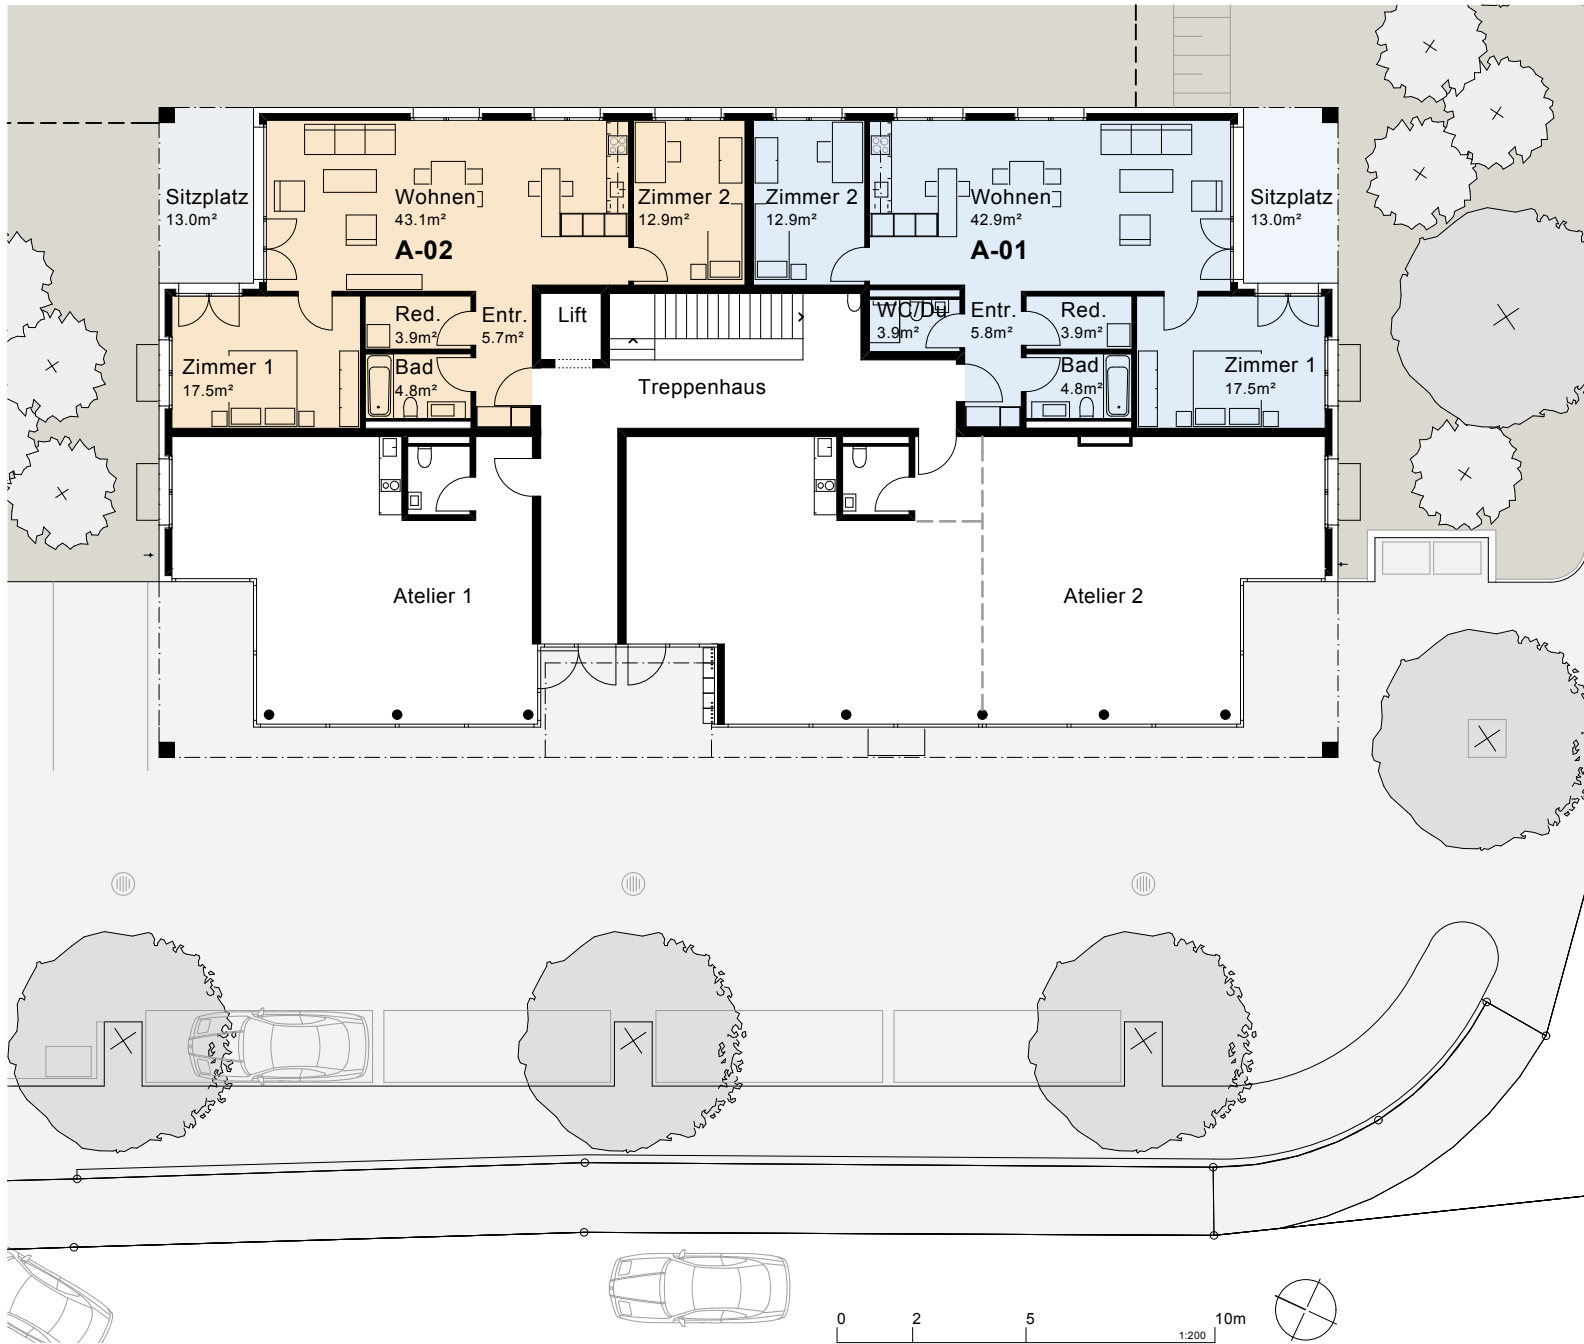 Sitzplatz
13.0m²
Wohnen
43.1m²
A-02
Zimmer 2
12.9m²
Zimmer 2
12.9m²
Wohnen
42.9m²
A-01
Sitzplatz
13.0m²
Red.
3.9m²
Entr.
5.7m²
Lift
WC/Du
3.9m²
Entr.
5.8m²
Red.
3.9m²
Zimmer 1
17.5m²
Bad
4.8m²
Treppenhaus
Bad
4.8m²
Zimmer 1
17.5m²
Atelier 1
Atelier 2
0 2 5 10m
1:200